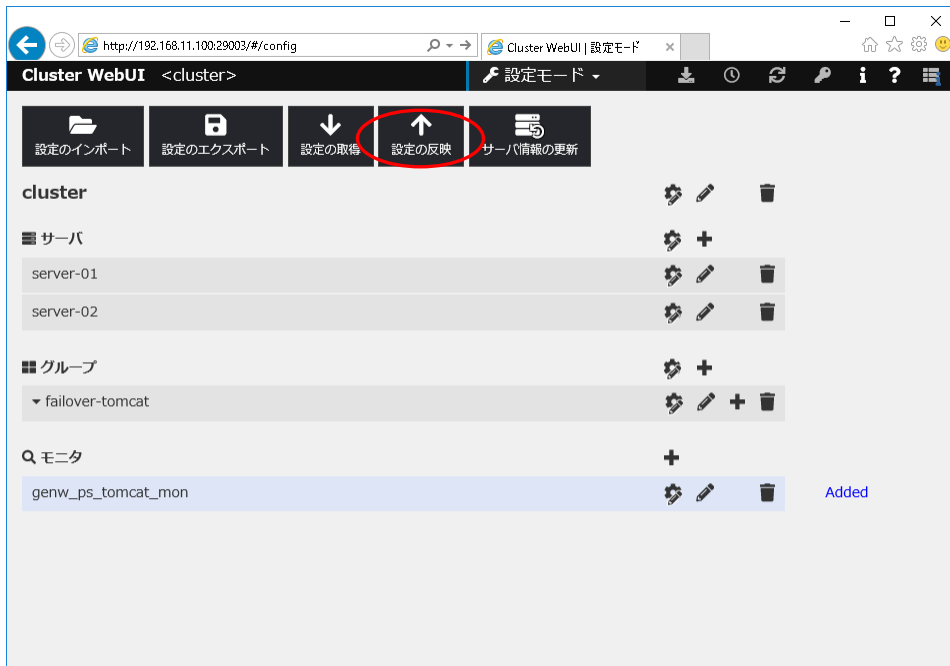 http://192.168.11.100:29003/#/config
Cluster WebUI | 設定モード
Cluster WebUI <cluster>
設定モード
設定のインポート
設定のエクスポート
設定の取得
設定の反映
サーバ情報の更新
cluster
サーバ
server-01
server-02
グループ
failover-tomcat
モニタ
genw_ps_tomcat_mon
Added